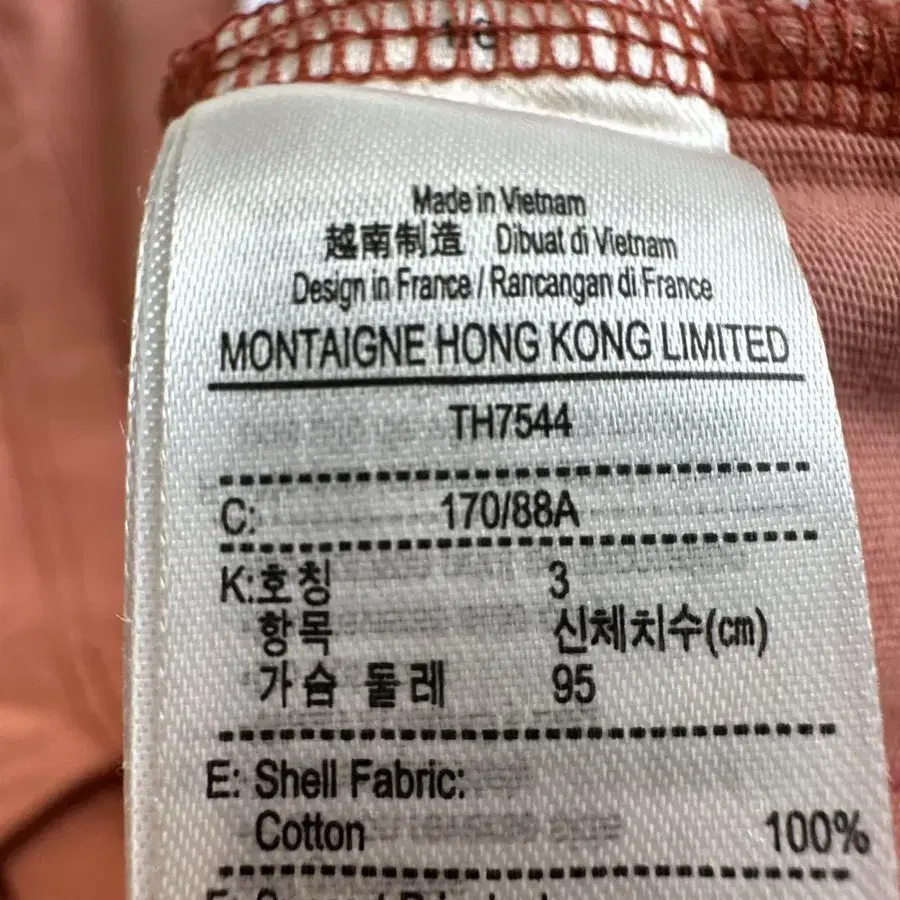 Made in Vietnam
越南制造 Dibuat di Vietnam
Design in France / Rancangan di France
MONTAIGNE HONG KONG LIMITED
TH7544
C: 170/88A
K:호칭 3
항목 신체치수(cm)
가슴 둘레 95
E: Shell Fabric:
Cotton 100%